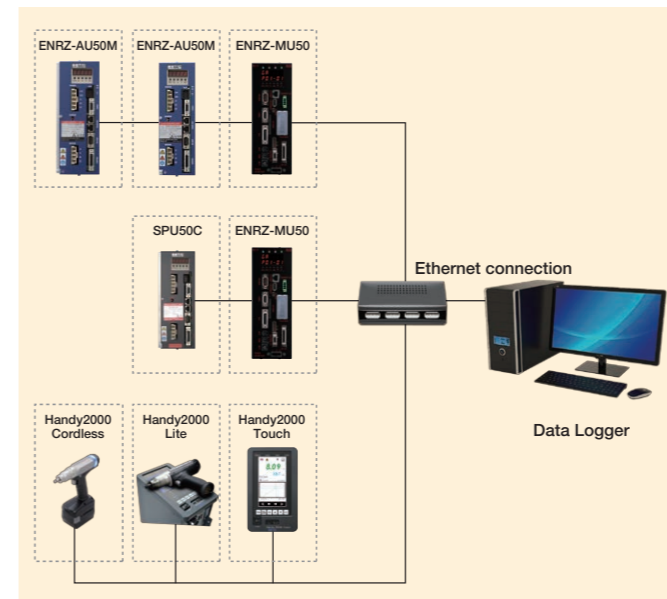 ENRZ-AU50M ENRZ-AU50M ENRZ-MU50
SPU50C ENRZ-MU50
Ethernet connection
Handy2000
Cordless
Handy2000
Lite
Handy2000
Touch
Data Logger